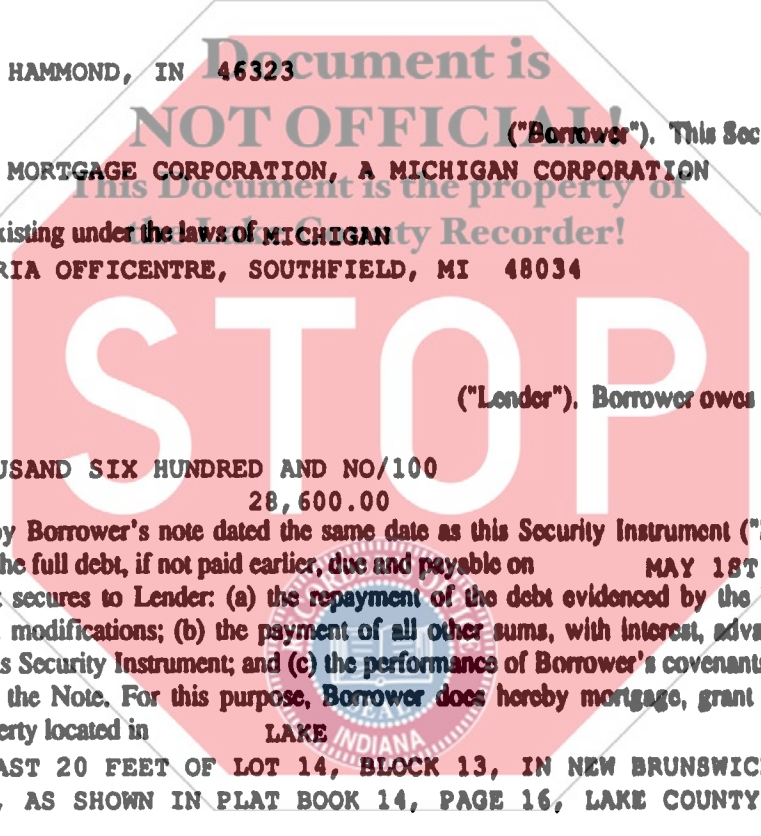 Document is
HAMMOND, IN 46323
NOT OFFICIAL!
("Borrower"). This Sec
MORTGAGE CORPORATION, A MICHIGAN CORPORATION
This Document is the property of
xisting under the laws of MICHIGAN
the Lake County Recorder!
RIA OFFICENTRE, SOUTHFIELD, MI 48034
STOP
("Lender"). Borrower owes
USAND SIX HUNDRED AND NO/100
28,600.00
by Borrower's note dated the same date as this Security Instrument ("
he full debt, if not paid earlier, due and payable on MAY 1ST
secures to Lender: (a) the repayment of the debt evidenced by the
modifications; (b) the payment of all other sums, with interest, adva
s Security Instrument; and (c) the performance of Borrower's covenants
the Note. For this purpose, Borrower does hereby mortgage, grant
erty located in LAKE
INDIANA
AST 20 FEET OF LOT 14, BLOCK 13, IN NEW BRUNSWIC
, AS SHOWN IN PLAT BOOK 14, PAGE 16, LAKE COUNTY